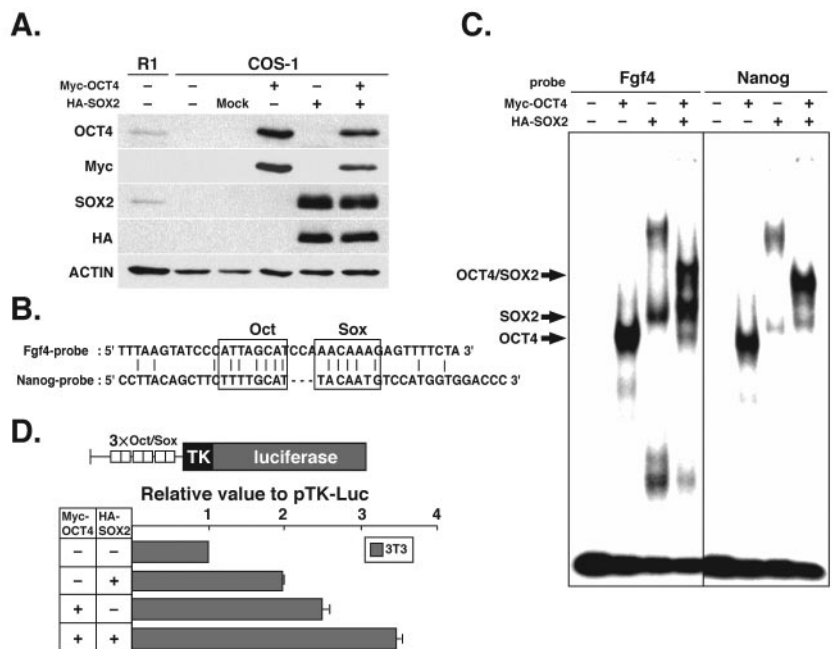 A.
R1 COS-1
Myc-OCT4 – – + – +
HA-SOX2 – – Mock – + +
OCT4
Myc
SOX2
HA
ACTIN
B.
Oct Sox
Fgf4-probe : 5' TTTAAGTATCCCATTAGCATCCAAACAAAGAGTTTTCTA 3'
Nanog-probe : 5' CCTTACAGCTTCTTTTGCAT---TACAATGTCCATGGTGGACCC 3'
C.
probe Fgf4 Nanog
Myc-OCT4 – + – + – + – +
HA-SOX2 – – + + – – + +
OCT4/SOX2
SOX2
OCT4
D.
3×Oct/Sox
TK luciferase
Relative value to pTK-Luc
Myc-OCT4 HA-SOX2 1 2 3 4
3T3
– –
– +
+ –
+ +